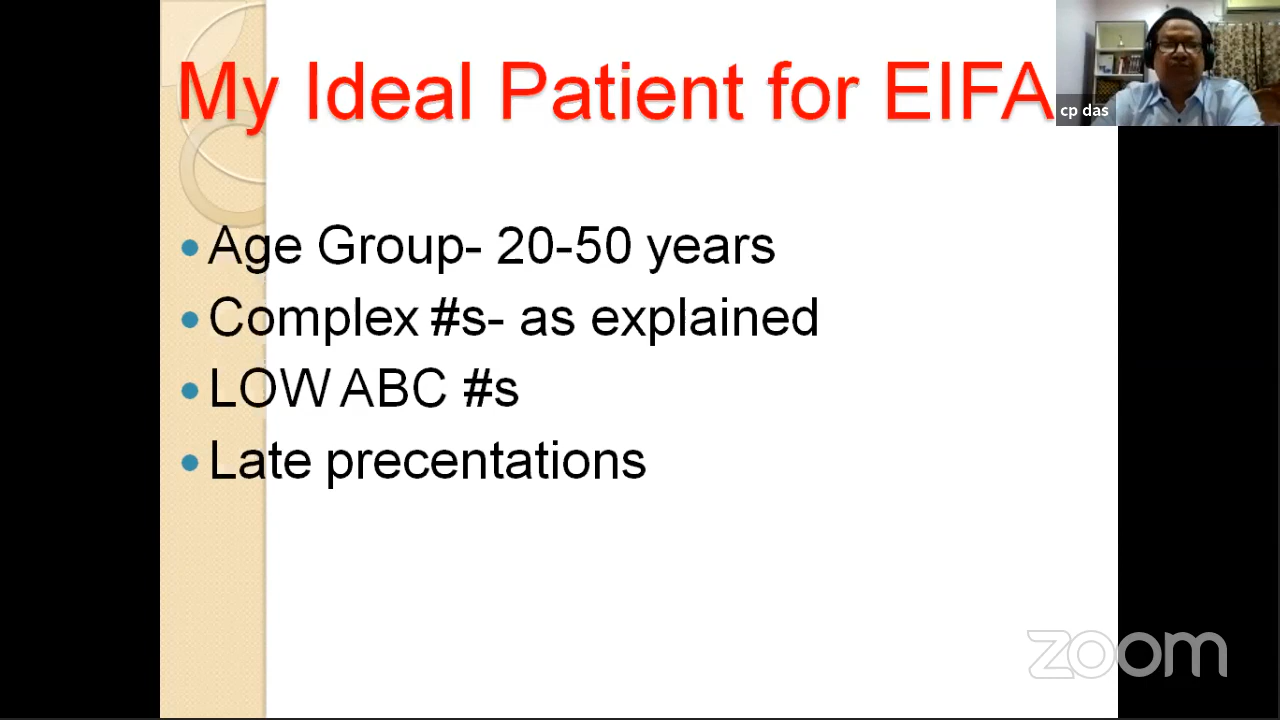 My Ideal Patient for EIFA
cp das
Age Group- 20-50 years
Complex #s- as explained
LOW ABC #s
Late precentations
zoom